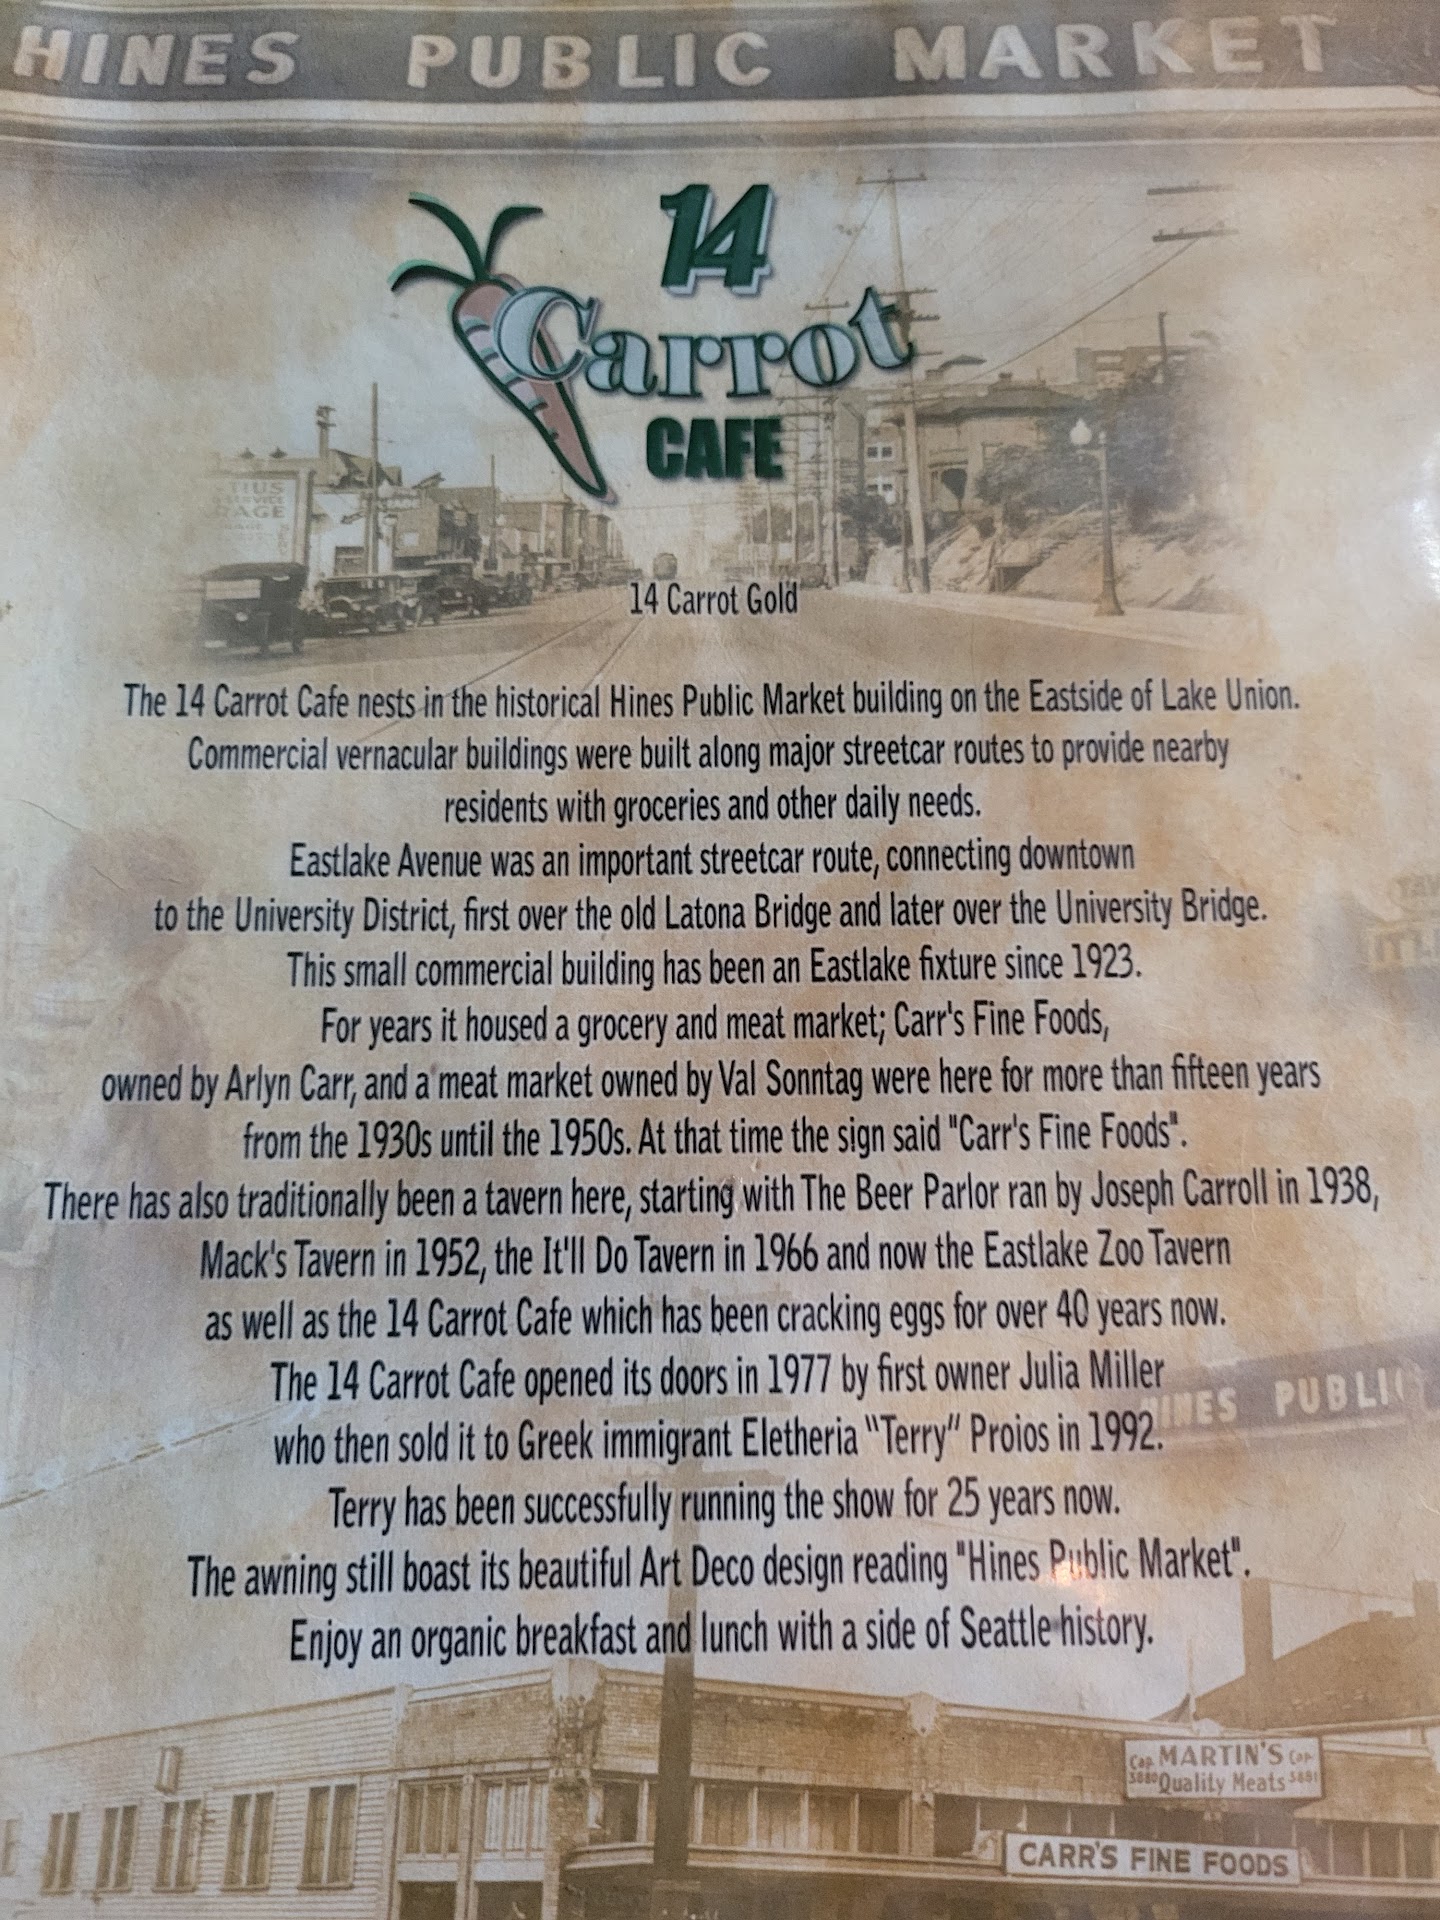 HINES PUBLIC MARKET
14
Carrot
CAFE
RAGE
14 Carrot Gold
The 14 Carrot Cafe nests in the historical Hines Public Market building on the Eastside of Lake Union.
Commercial vernacular buildings were built along major streetcar routes to provide nearby
residents with groceries and other daily needs.
Eastlake Avenue was an important streetcar route, connecting downtown
to the University District, first over the old Latona Bridge and later over the University Bridge.
This small commercial building has been an Eastlake fixture since 1923.
For years it housed a grocery and meat market; Carr's Fine Foods,
owned by Arlyn Carr, and a meat market owned by Val Sonntag were here for more than fifteen years
from the 1930s until the 1950s. At that time the sign said "Carr's Fine Foods".
There has also traditionally been a tavern here, starting with The Beer Parlor ran by Joseph Carroll in 1938,
Mack's Tavern in 1952, the It'll Do Tavern in 1966 and now the Eastlake Zoo Tavern
as well as the 14 Carrot Cafe which has been cracking eggs for over 40 years now.
The 14 Carrot Cafe opened its doors in 1977 by first owner Julia Miller
who then sold it to Greek immigrant Eletheria "Terry" Proios in 1992.
HINES PUBLIC
Terry has been successfully running the show for 25 years now.
The awning still boast its beautiful Art Deco design reading "Hines Public Market".
Enjoy an organic breakfast and lunch with a side of Seattle history.
Cap. MARTIN'S Cap.
3880 Quality Meats 3881
CARR'S FINE FOODS